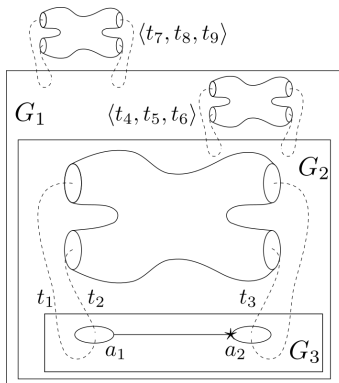 ⟨t₇, t₈, t₉⟩
G₁
⟨t₄, t₅, t₆⟩
G₂
t₁ t₂ t₃
a₁ a₂ G₃